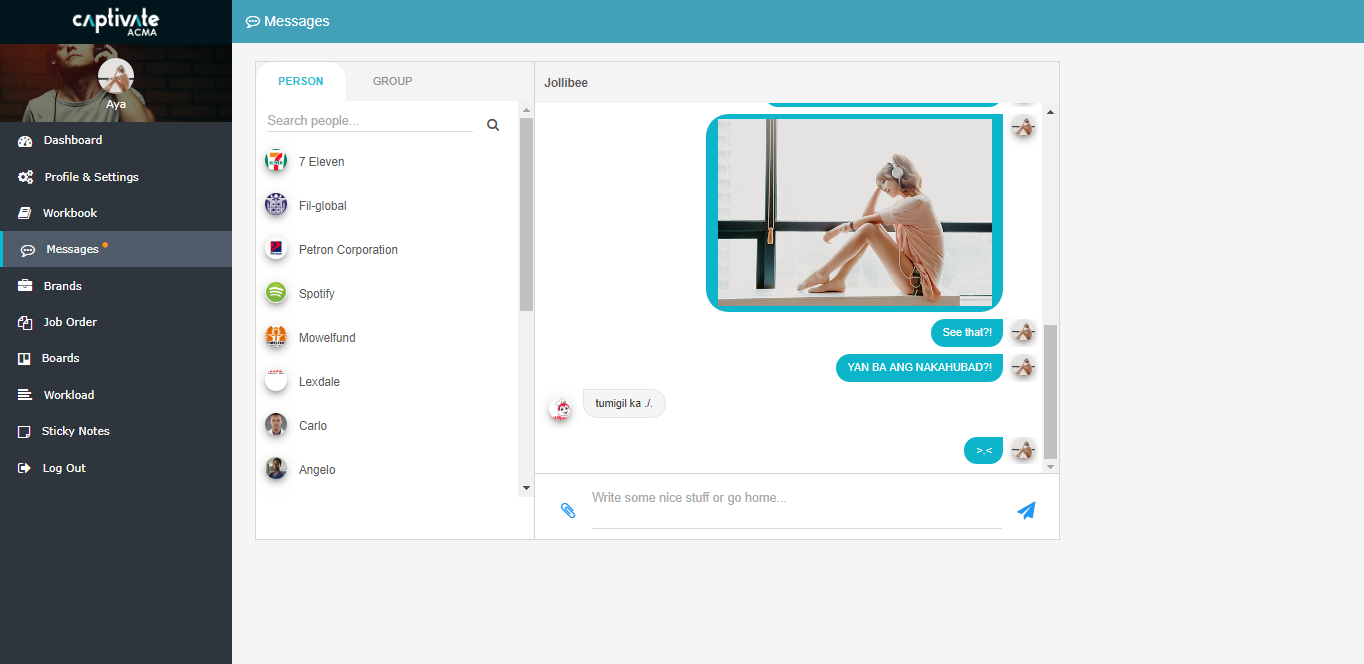 captivate
ACMA
Aya
Dashboard
Profile & Settings
Workbook
Messages
Brands
Job Order
Boards
Workload
Sticky Notes
Log Out
Messages
PERSON GROUP
Search people...
7 Eleven
Fil-global
Petron Corporation
Spotify
Mowelfund
Lexdale
Carlo
Angelo
Jollibee
See that?!
YAN BA ANG NAKAHUBAD?!
tumigil ka ./.
>.<
Write some nice stuff or go home...